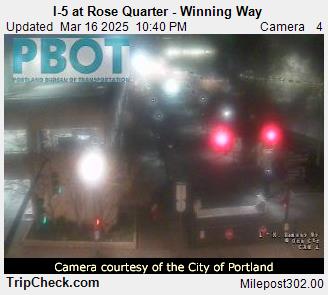 I-5 at Rose Quarter - Winning Way
Updated Mar 16 2025 10:40 PM Camera 4
PBOT
PORTLAND BUREAU OF TRANSPORTATION
Camera courtesy of the City of Portland
TripCheck.com Milepost302.00